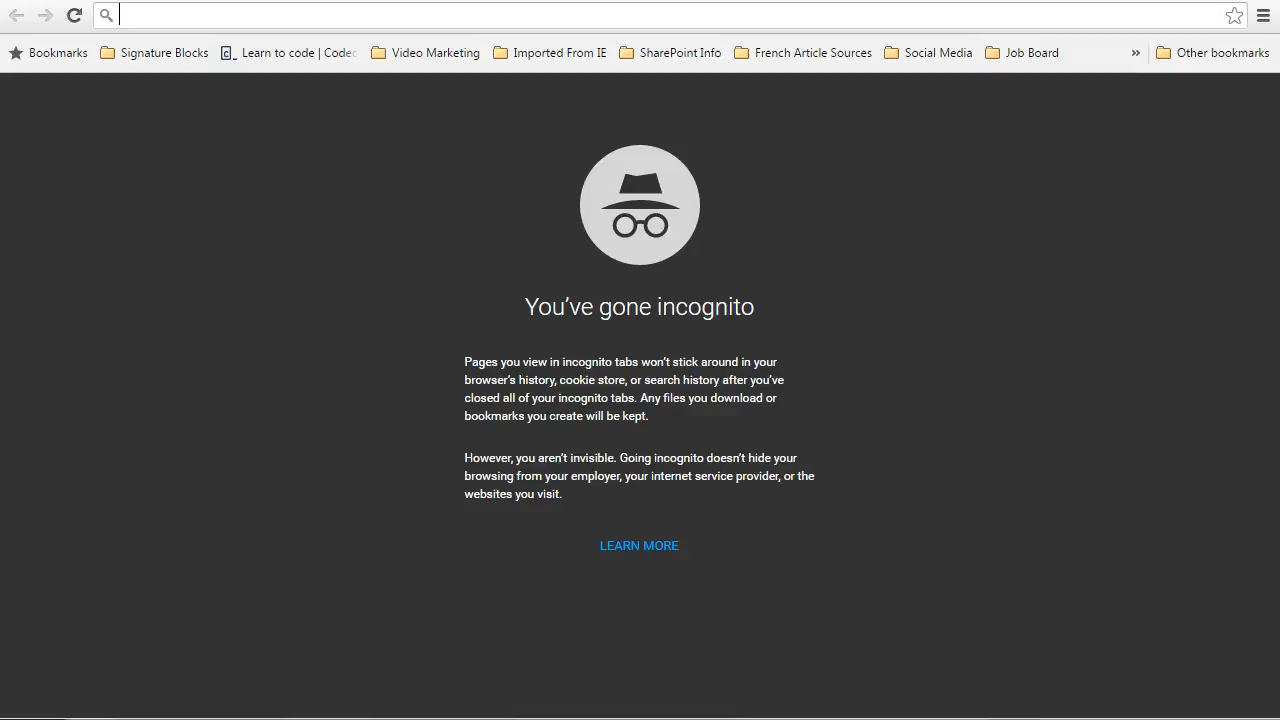 Bookmarks Signature Blocks Learn to code | Codec Video Marketing Imported From IE SharePoint Info French Article Sources Social Media Job Board » Other bookmarks
You've gone incognito
Pages you view in incognito tabs won't stick around in your
browser's history, cookie store, or search history after you've
closed all of your incognito tabs. Any files you download or
bookmarks you create will be kept.
However, you aren't invisible. Going incognito doesn't hide your
browsing from your employer, your internet service provider, or the
websites you visit.
LEARN MORE